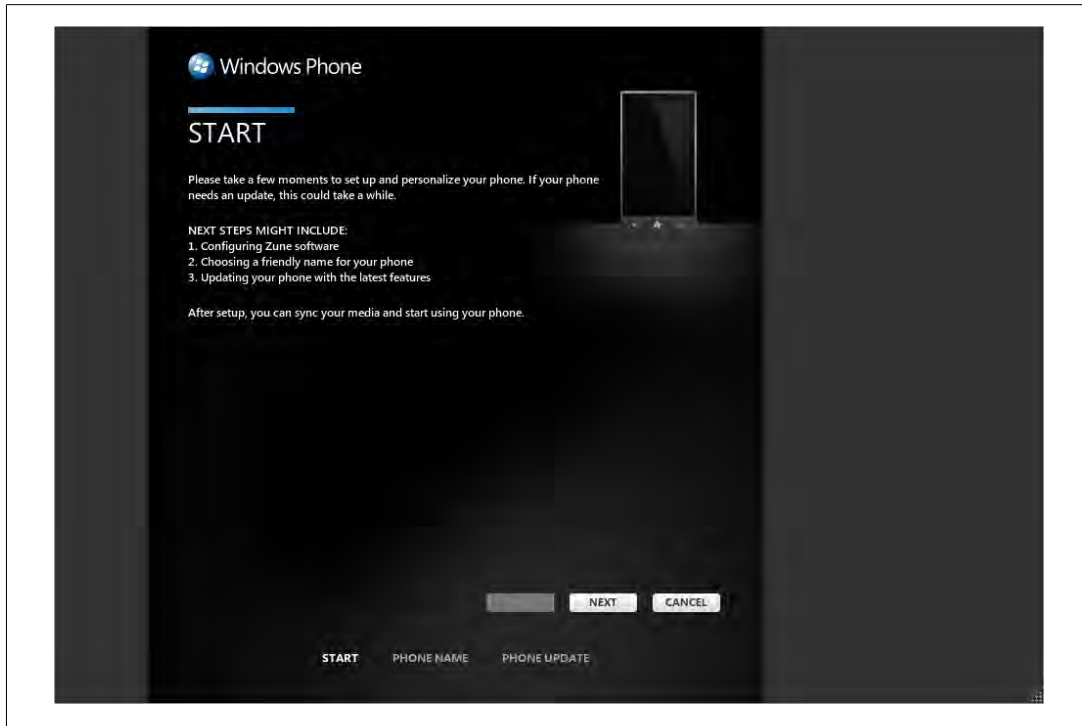 Windows Phone
START
Please take a few moments to set up and personalize your phone. If your phone
needs an update, this could take a while.
NEXT STEPS MIGHT INCLUDE:
1. Configuring Zune software
2. Choosing a friendly name for your phone
3. Updating your phone with the latest features
After setup, you can sync your media and start using your phone.
NEXT CANCEL
START PHONE NAME PHONE UPDATE